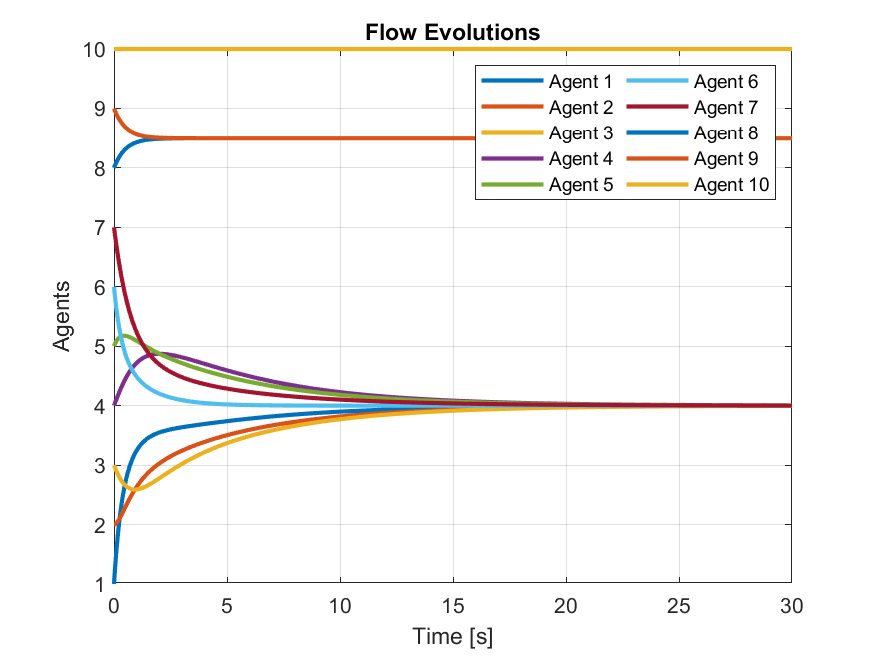 Flow Evolutions
10
9
8
7
6
5
4
3
2
1
Agents
Agent 1
Agent 2
Agent 3
Agent 4
Agent 5
Agent 6
Agent 7
Agent 8
Agent 9
Agent 10
0
5
10
15
20
25
30
Time [s]